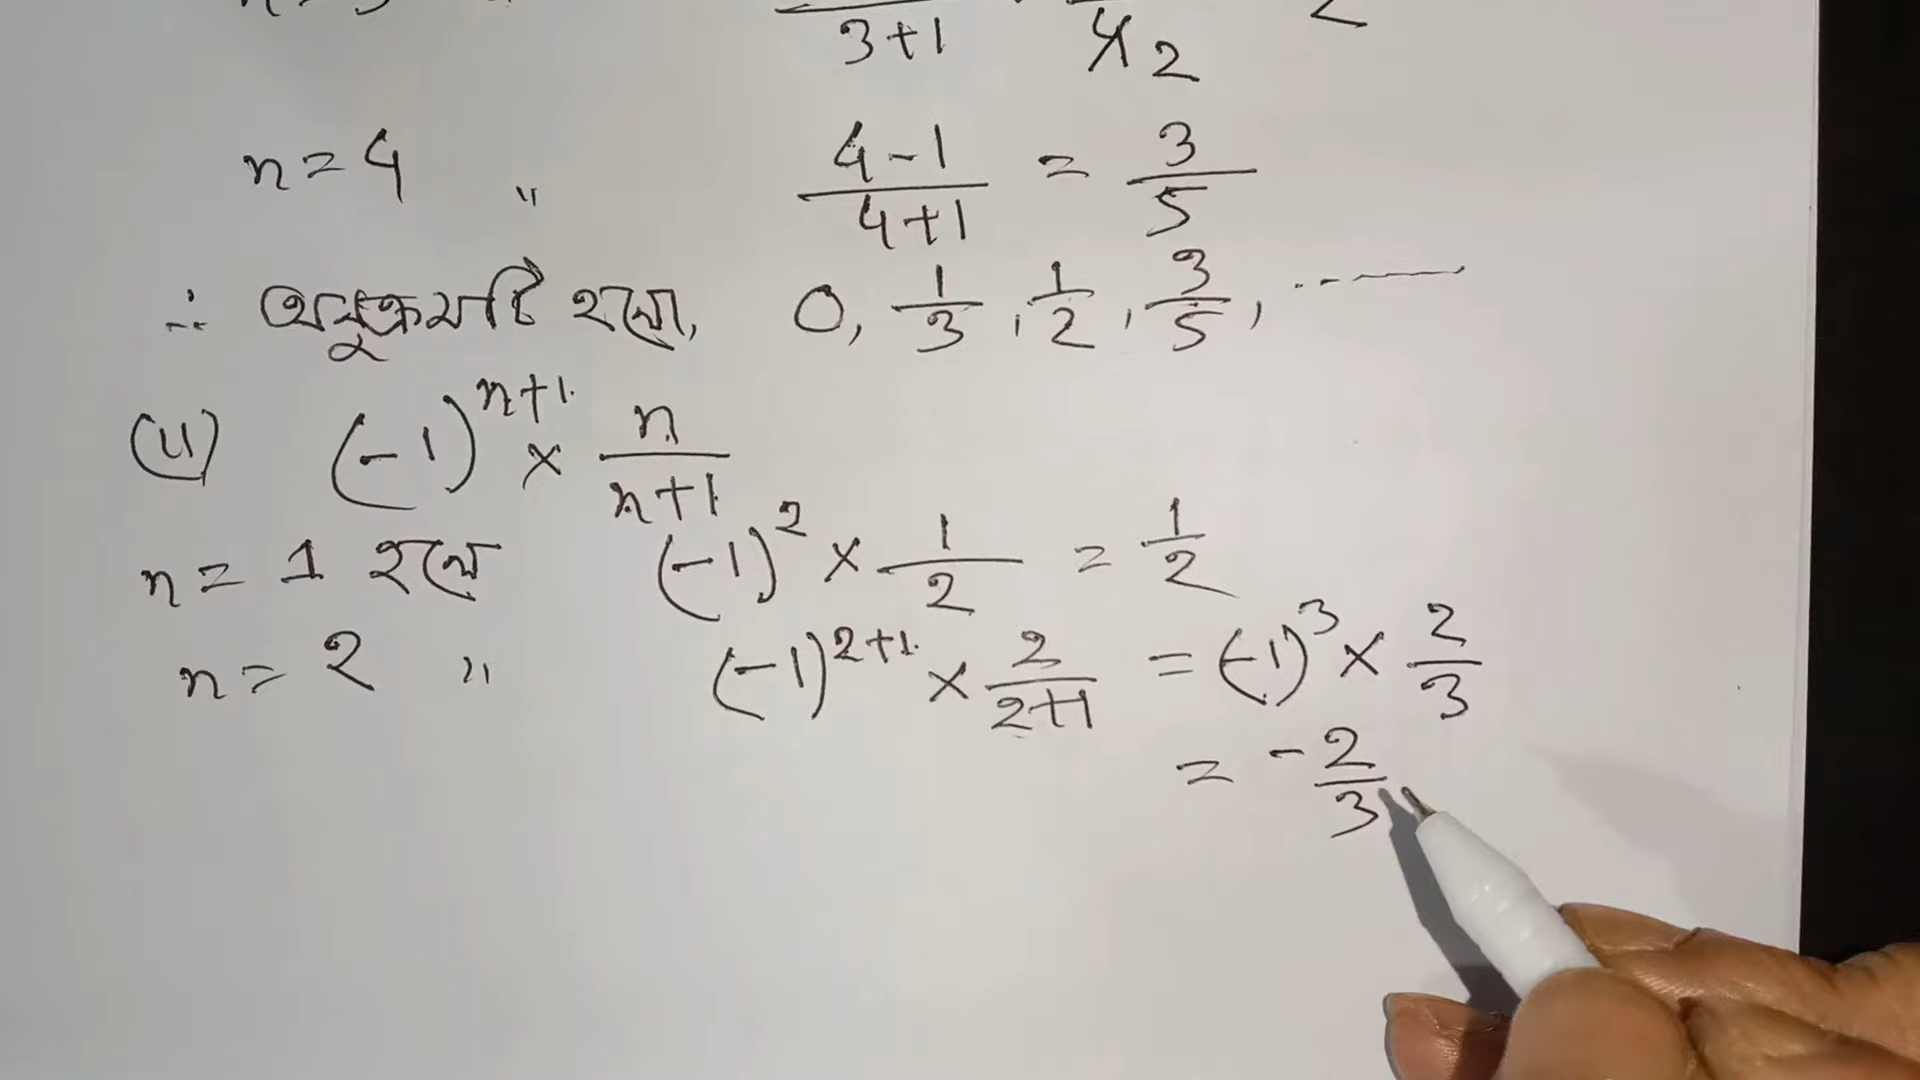 3+1 4 2
n = 4 " 4-1/4+1 = 3/5
∴ অনুক্রমটি হলো, 0, 1/3, 1/2, 3/5, ........
(ii) (-1)^{n+1} × n/n+1
n = 1 হলে (-1)^2 × 1/2 = 1/2
n = 2 " (-1)^{2+1} × 2/2+1 = (-1)^3 × 2/3
= -2/3